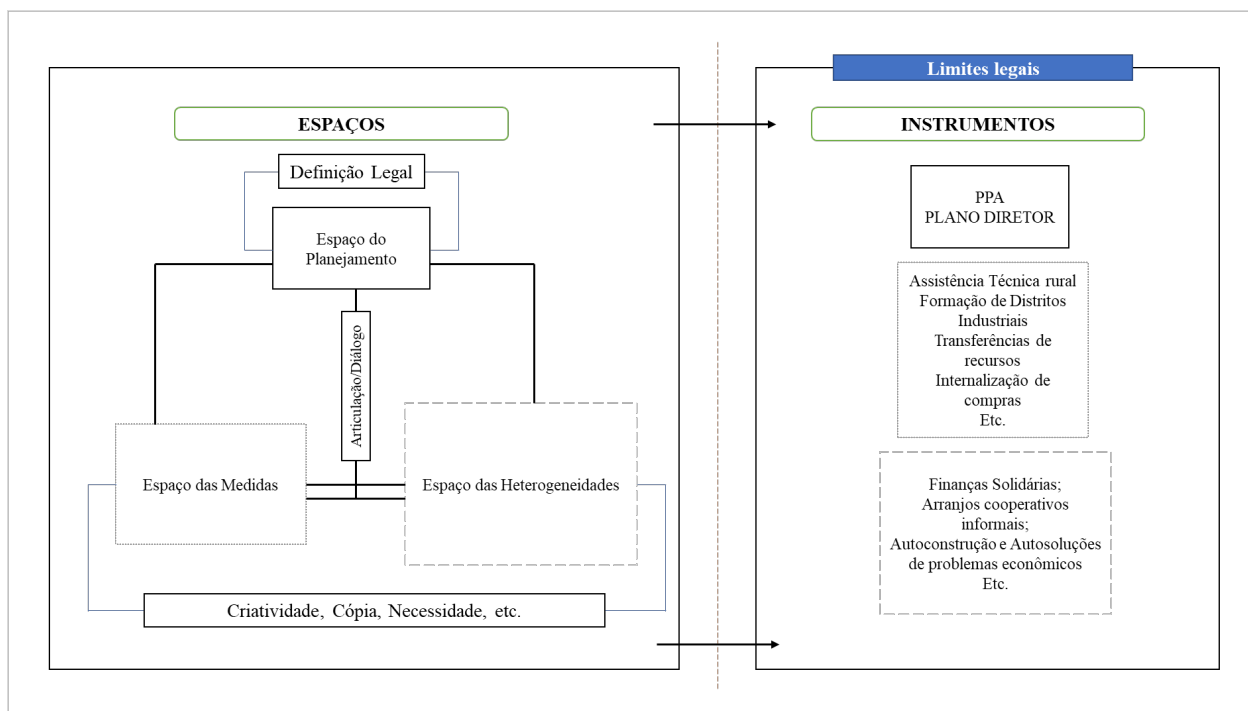 ESPAÇOS
Definição Legal
Espaço do
Planejamento
Articulação/Diálogo
Espaço das Medidas
Espaço das Heterogeneidades
Criatividade, Cópia, Necessidade, etc.
Limites legais
INSTRUMENTOS
PPA
PLANO DIRETOR
Assistência Técnica rural
Formação de Distritos
Industriais
Transferências de
recursos
Internalização de
compras
Etc.
Finanças Solidárias;
Arranjos cooperativos
informais;
Autoconstrução e Autosoluções
de problemas econômicos
Etc.